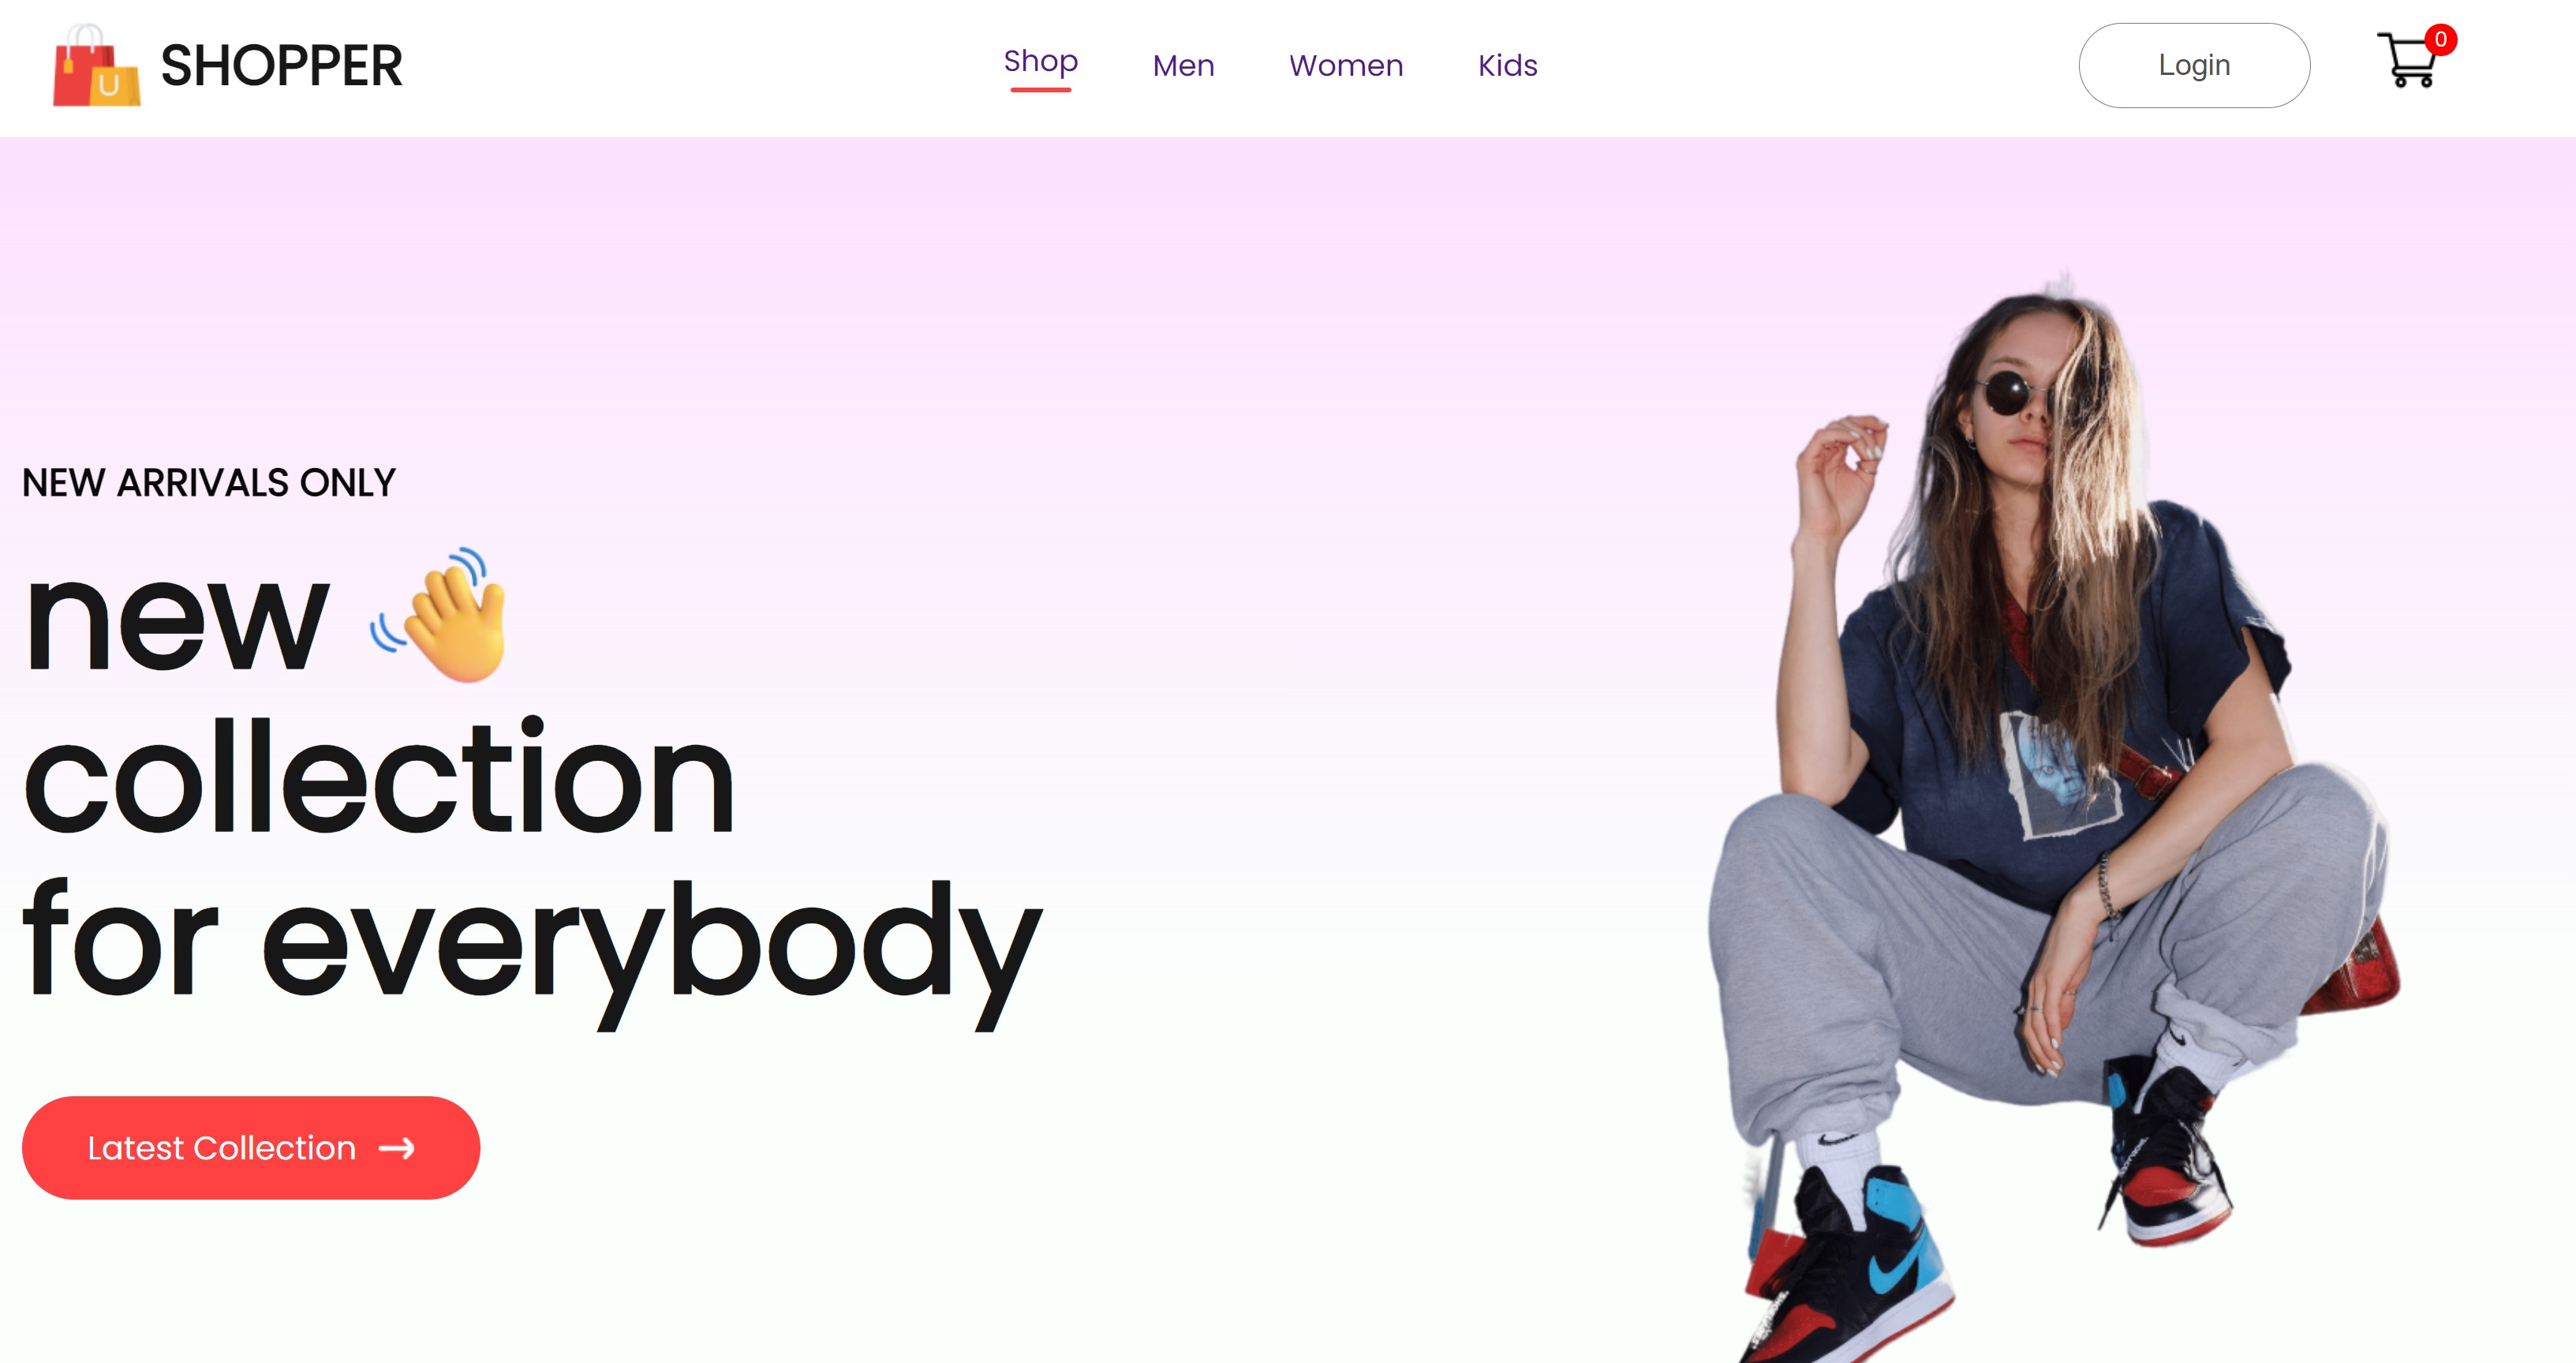 SHOPPER
Shop Men Women Kids
Login
0
NEW ARRIVALS ONLY
new
collection
for everybody
Latest Collection